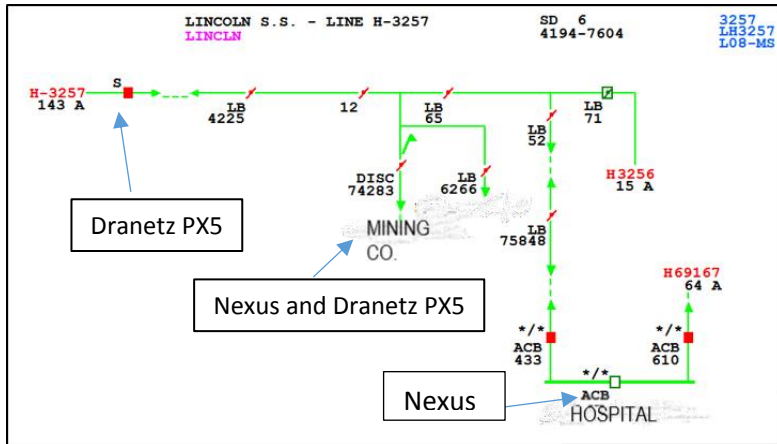 LINCOLN S.S. - LINE H-3257
SD 6
3257
LINCLN
4194-7604
LH3257
L08-MS
S
H-3257
143 A
LB
4225
12
LB
65
LB
71
LB
52
DISC
74283
LB
6266
H3256
15 A
Dranetz PX5
MINING
CO.
LB
75848
Nexus and Dranetz PX5
H69167
64 A
*/*
ACB
433
*/*
ACB
610
*/*
ACB
Nexus
HOSPITAL